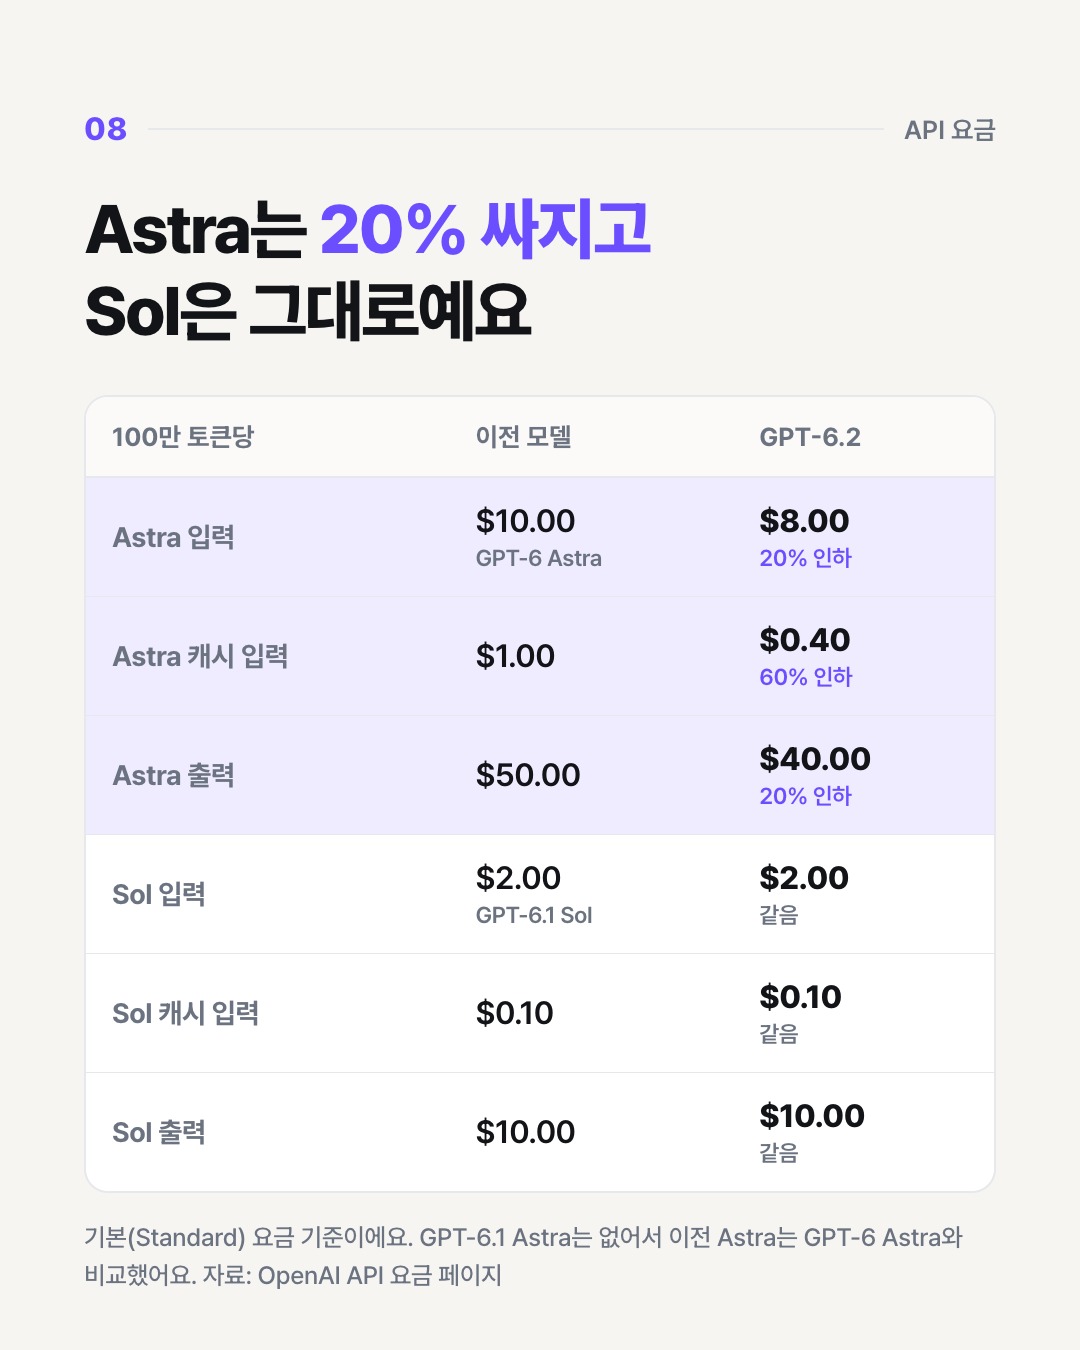 08
API 요금
Astra는 20% 싸지고
Sol은 그대로예요
100만 토큰당 이전 모델 GPT-6.2
Astra 입력 $10.00 $8.00
GPT-6 Astra 20% 인하
Astra 캐시 입력 $1.00 $0.40
60% 인하
Astra 출력 $50.00 $40.00
20% 인하
Sol 입력 $2.00 $2.00
GPT-6.1 Sol 같음
Sol 캐시 입력 $0.10 $0.10
같음
Sol 출력 $10.00 $10.00
같음
기본(Standard) 요금 기준이에요. GPT-6.1 Astra는 없어서 이전 Astra는 GPT-6 Astra와
비교했어요. 자료: OpenAI API 요금 페이지